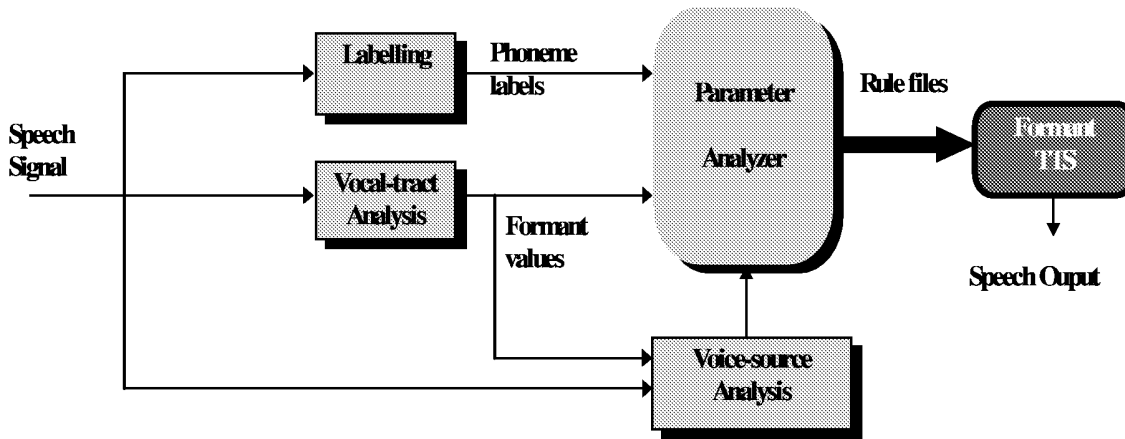 Labelling
Phoneme
labels
Parameter
Analyzer
Rule files
Formant
TTS
Speech
Signal
Vocal-tract
Analysis
Formant
values
Speech Ouput
Voice-source
Analysis